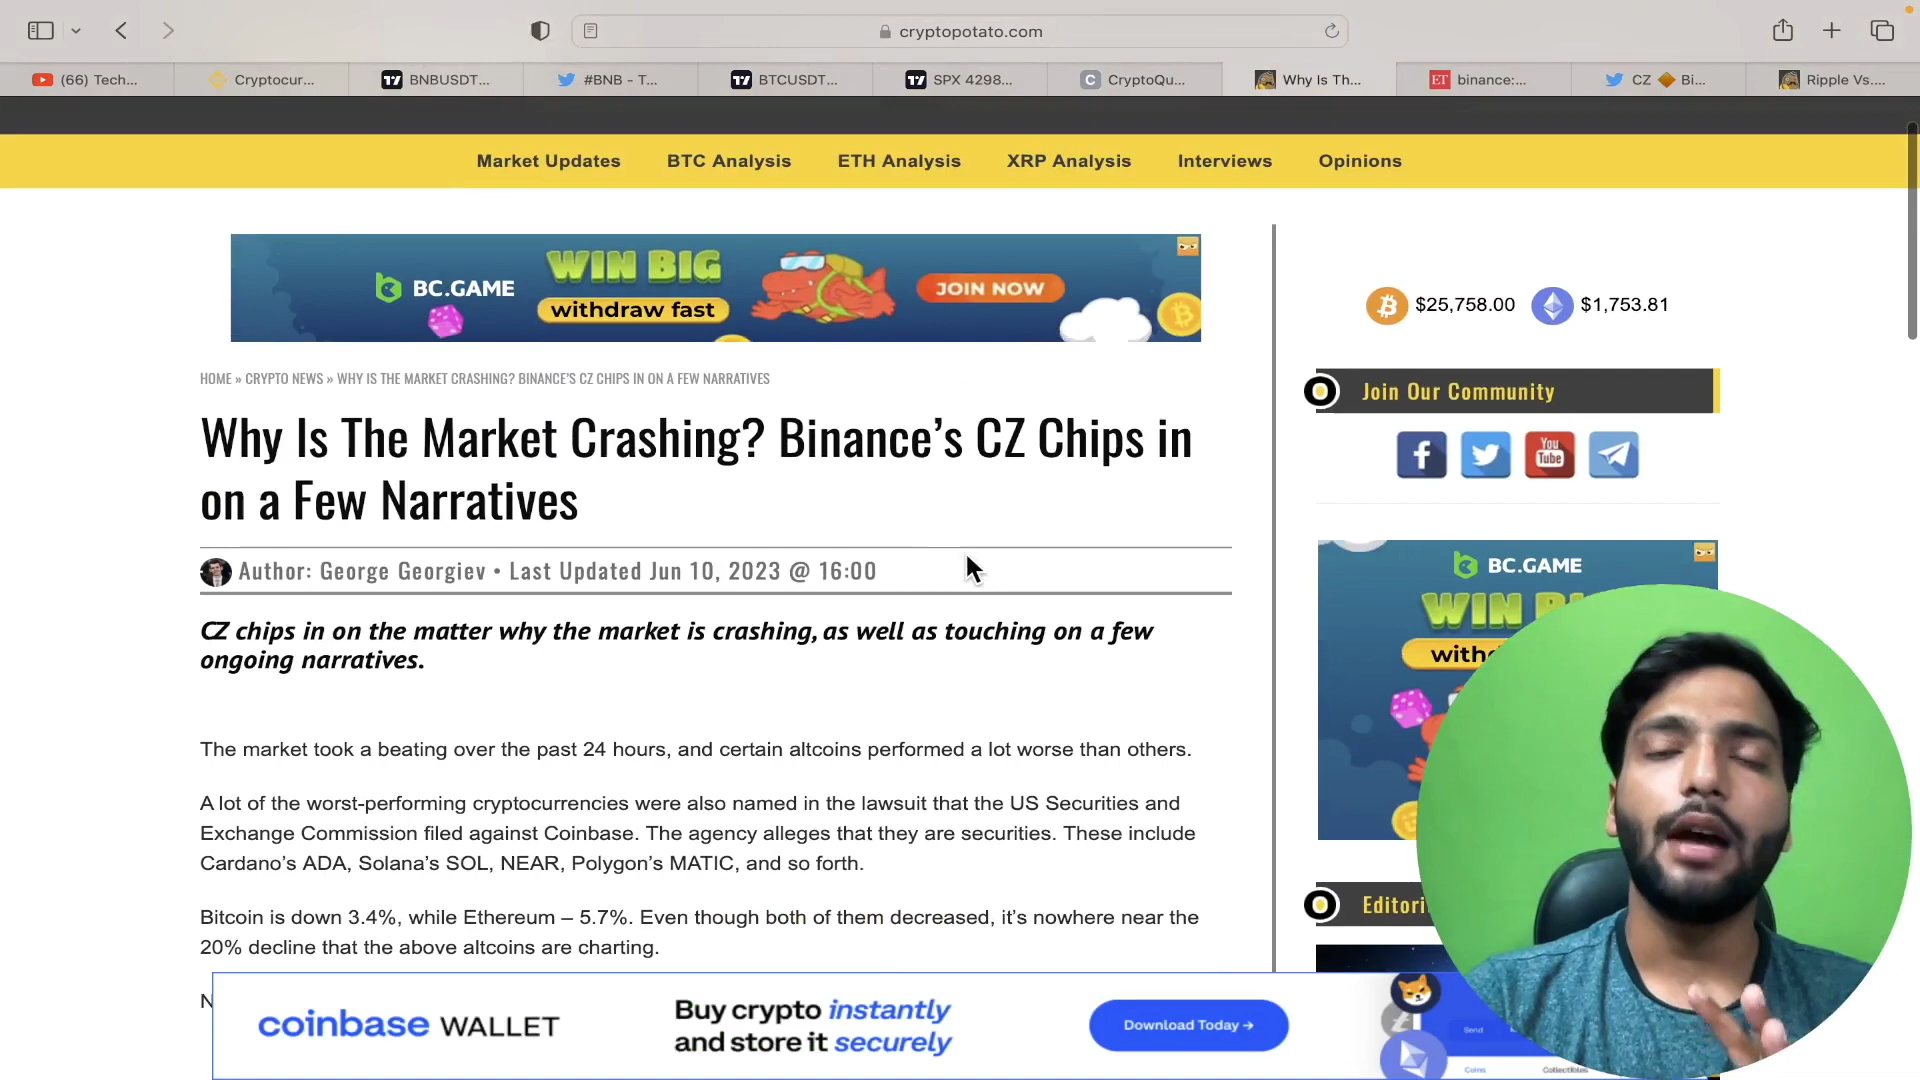 cryptopotato.com
(66) Tech...
Cryptocur...
BNBUSDT...
#BNB - T...
BTCUSDT...
SPX 4298...
CryptoQu...
Why Is Th...
ET binance:...
CZ 🔶 Bi...
Ripple Vs....
Market Updates
BTC Analysis
ETH Analysis
XRP Analysis
Interviews
Opinions
BC.GAME
WIN BIG
withdraw fast
JOIN NOW
$25,758.00
$1,753.81
HOME » CRYPTO NEWS » WHY IS THE MARKET CRASHING? BINANCE'S CZ CHIPS IN ON A FEW NARRATIVES
Join Our Community
Why Is The Market Crashing? Binance's CZ Chips in
on a Few Narratives
You
Tube
Author: George Georgiev • Last Updated Jun 10, 2023 @ 16:00
BC.GAME
WIN
CZ chips in on the matter why the market is crashing, as well as touching on a few
ongoing narratives.
The market took a beating over the past 24 hours, and certain altcoins performed a lot worse than others.
A lot of the worst-performing cryptocurrencies were also named in the lawsuit that the US Securities and
Exchange Commission filed against Coinbase. The agency alleges that they are securities. These include
Cardano's ADA, Solana's SOL, NEAR, Polygon's MATIC, and so forth.
Bitcoin is down 3.4%, while Ethereum – 5.7%. Even though both of them decreased, it's nowhere near the
20% decline that the above altcoins are charting.
Editori
N
coinbase WALLET
Buy crypto instantly
and store it securely
Download Today →
Send
Coins
Collectibles